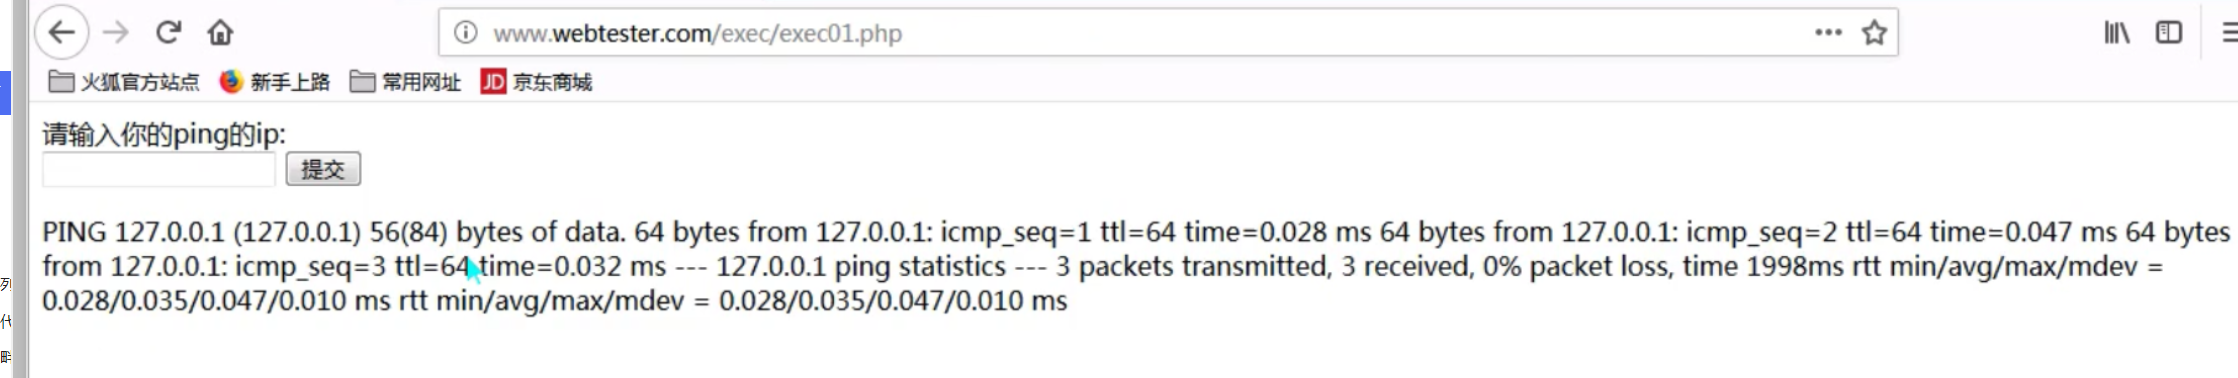 www.webtester.com/exec/exec01.php
火狐官方站点 新手上路 常用网址 JD 京东商城
请输入你的ping的ip:
提交
PING 127.0.0.1 (127.0.0.1) 56(84) bytes of data. 64 bytes from 127.0.0.1: icmp_seq=1 ttl=64 time=0.028 ms 64 bytes from 127.0.0.1: icmp_seq=2 ttl=64 time=0.047 ms 64 bytes
from 127.0.0.1: icmp_seq=3 ttl=64 time=0.032 ms --- 127.0.0.1 ping statistics --- 3 packets transmitted, 3 received, 0% packet loss, time 1998ms rtt min/avg/max/mdev =
0.028/0.035/0.047/0.010 ms rtt min/avg/max/mdev = 0.028/0.035/0.047/0.010 ms